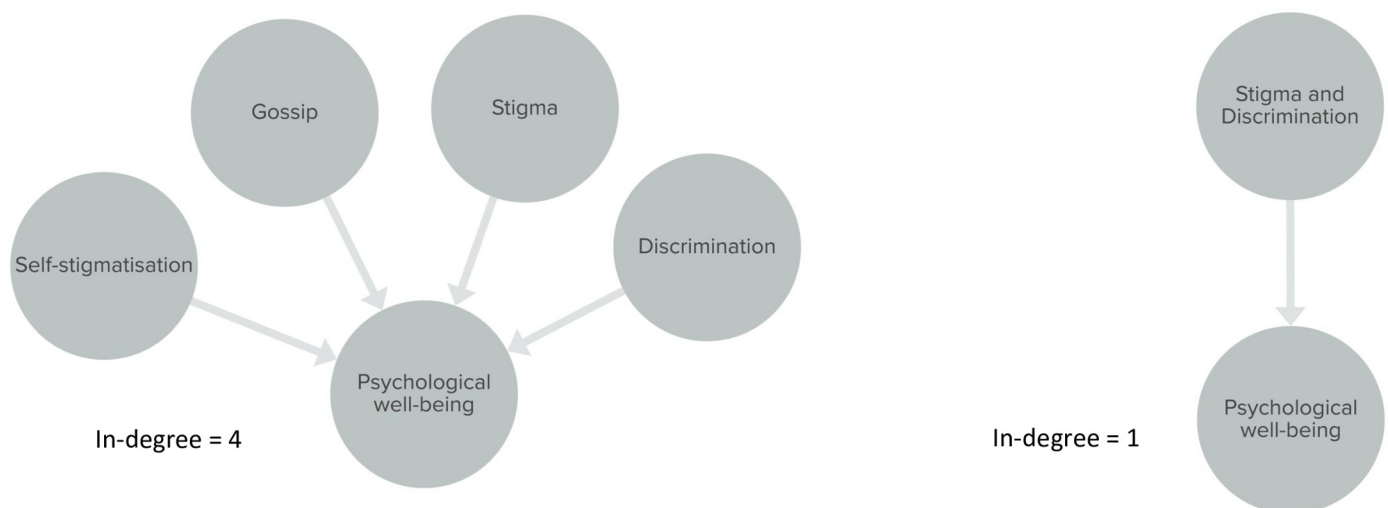 Gossip
Stigma
Self-stigmatisation
Discrimination
Psychological
well-being
In-degree = 4
Stigma and
Discrimination
Psychological
well-being
In-degree = 1